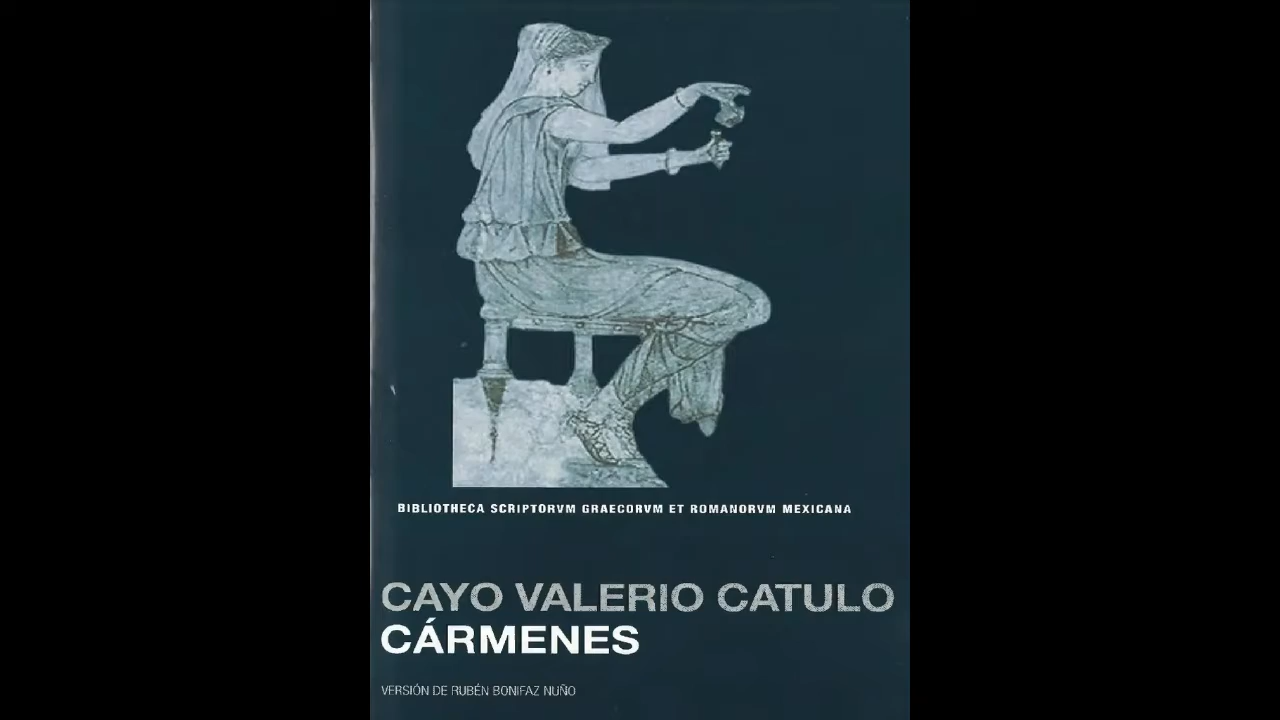 BIBLIOTHECA SCRIPTORVM GRAECORVM ET ROMANORVM MEXICANA
CAYO VALERIO CATULO
CÁRMENES
VERSIÓN DE RUBÉN BONIFAZ NUÑO